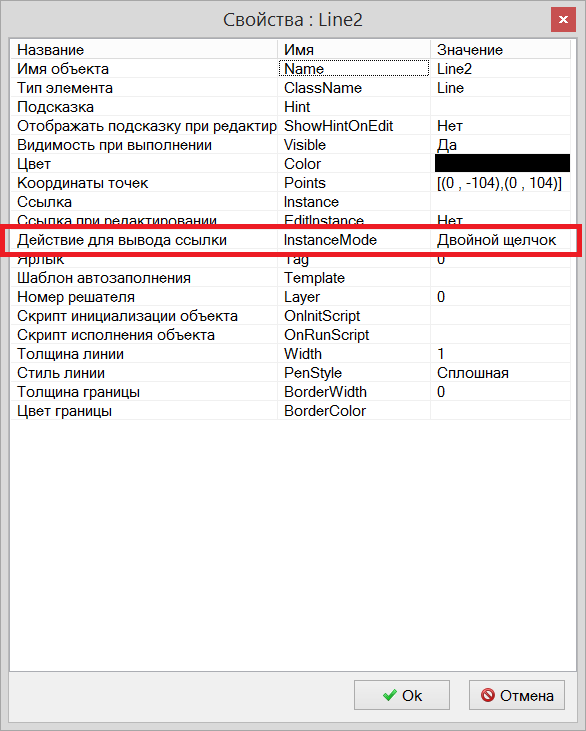 Свойства : Line2
Название Имя Значение
Имя объекта Name Line2
Тип элемента ClassName Line
Подсказка Hint
Отображать подсказку при редактир ShowHintOnEdit Нет
Видимость при выполнении Visible Да
Цвет Color
Координаты точек Points [(0 , -104),(0 , 104)]
Ссылка Instance
Ссылка при редактировании EditInstance Нет
Действие для вывода ссылки InstanceMode Двойной щелчок
Ярлык Tag 0
Шаблон автозаполнения Template
Номер решателя Layer 0
Скрипт инициализации объекта OnInitScript
Скрипт исполнения объекта OnRunScript
Толщина линии Width 1
Стиль линии PenStyle Сплошная
Толщина границы BorderWidth 0
Цвет границы BorderColor
Ok Отмена